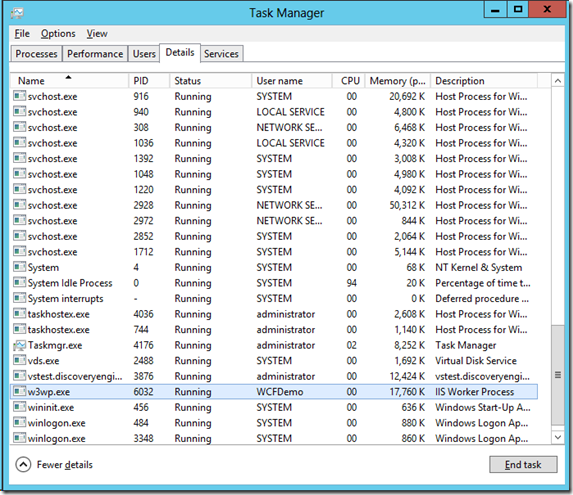 Task Manager
File Options View
Processes Performance Users Details Services
Name PID Status User name CPU Memory (p... Description
svchost.exe 916 Running SYSTEM 00 20,692 K Host Process for Wi...
svchost.exe 940 Running LOCAL SERVICE 00 4,800 K Host Process for Wi...
svchost.exe 308 Running NETWORK SE... 00 6,468 K Host Process for Wi...
svchost.exe 1036 Running LOCAL SERVICE 00 4,320 K Host Process for Wi...
svchost.exe 1392 Running SYSTEM 00 3,008 K Host Process for Wi...
svchost.exe 1048 Running SYSTEM 00 4,980 K Host Process for Wi...
svchost.exe 1220 Running SYSTEM 00 4,092 K Host Process for Wi...
svchost.exe 2928 Running NETWORK SE... 00 50,312 K Host Process for Wi...
svchost.exe 2972 Running NETWORK SE... 00 844 K Host Process for Wi...
svchost.exe 2852 Running SYSTEM 00 2,064 K Host Process for Wi...
svchost.exe 1712 Running SYSTEM 00 5,144 K Host Process for Wi...
System 4 Running SYSTEM 00 68 K NT Kernel & System
System Idle Process 0 Running SYSTEM 94 20 K Percentage of time t...
System interrupts - Running SYSTEM 00 0 K Deferred procedure ...
taskhostex.exe 4036 Running administrator 00 2,608 K Host Process for Wi...
taskhostex.exe 744 Running administrator 00 1,140 K Host Process for Wi...
Taskmgr.exe 4176 Running administrator 02 8,252 K Task Manager
vds.exe 2488 Running SYSTEM 00 1,692 K Virtual Disk Service
vstest.discoveryengi... 3876 Running administrator 00 12,424 K vstest.discoveryengi...
w3wp.exe 6032 Running WCFDemo 00 17,760 K IIS Worker Process
wininit.exe 456 Running SYSTEM 00 636 K Windows Start-Up A...
winlogon.exe 484 Running SYSTEM 00 880 K Windows Logon Ap...
winlogon.exe 3348 Running SYSTEM 00 860 K Windows Logon Ap...
Fewer details End task